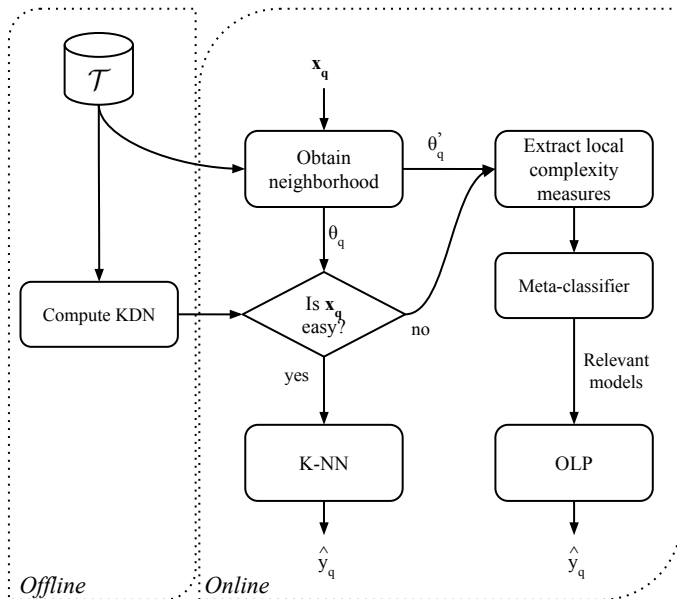 𝒯
x_q
Obtain
neighborhood
θ'_q
Extract local
complexity
measures
θ_q
Compute KDN
Is x_q
easy?
no
Meta-classifier
yes
Relevant
models
K-NN
OLP
ŷ_q
ŷ_q
Offline
Online